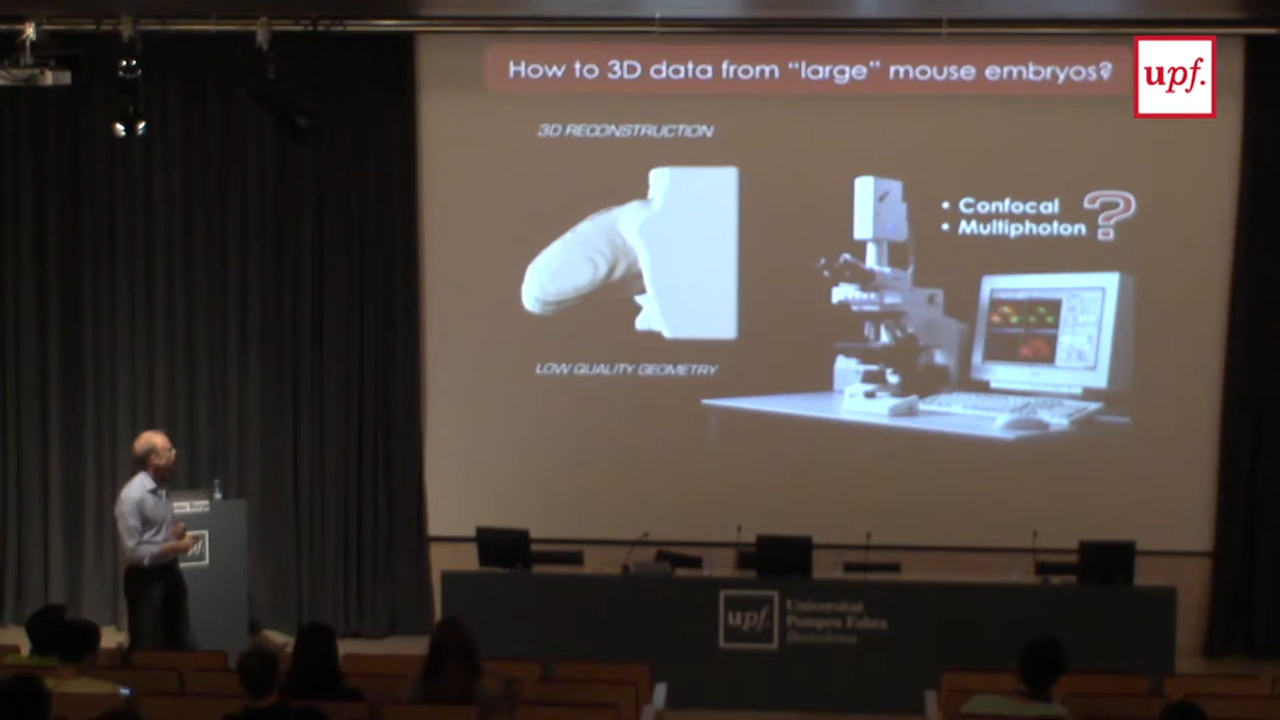 How to 3D data from “large” mouse embryos?
upf.
3D RECONSTRUCTION
• Confocal
• Multiphoton
?
LOW QUALITY GEOMETRY
upf.
upf.
Universitat
Pompeu Fabra
Barcelona